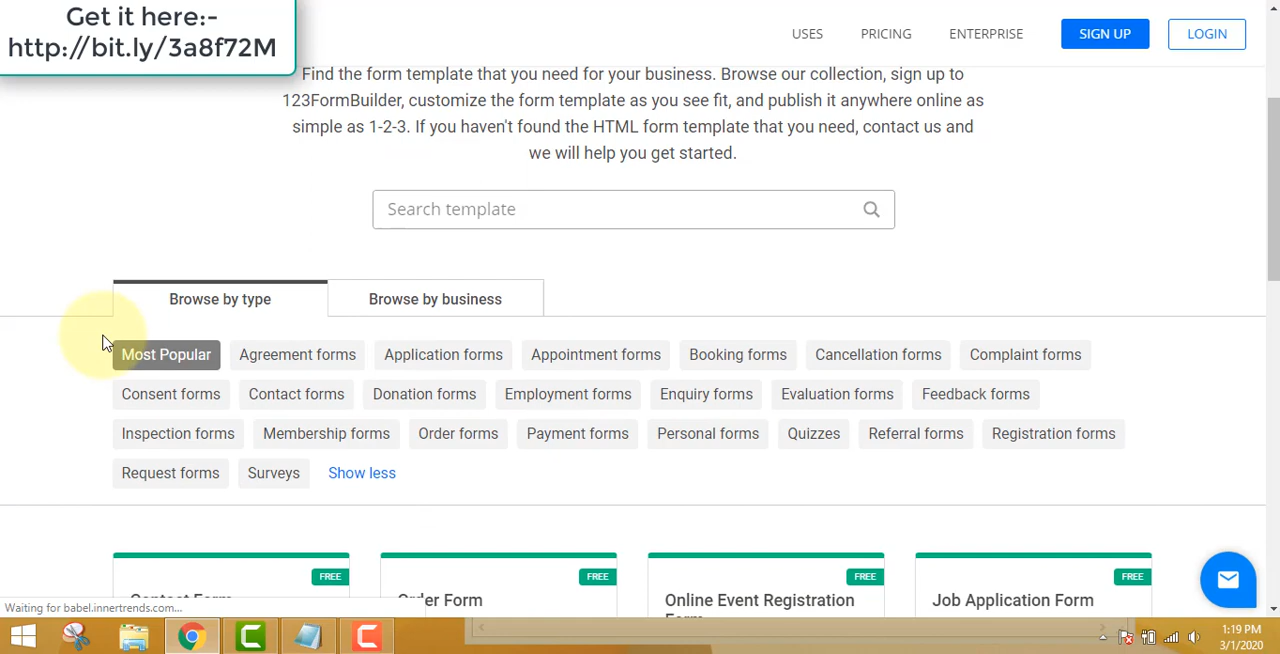 Get it here:-
http://bit.ly/3a8f72M
USES PRICING ENTERPRISE SIGN UP LOGIN
Find the form template that you need for your business. Browse our collection, sign up to
123FormBuilder, customize the form template as you see fit, and publish it anywhere online as
simple as 1-2-3. If you haven't found the HTML form template that you need, contact us and
we will help you get started.
Search template
Browse by type Browse by business
Most Popular Agreement forms Application forms Appointment forms Booking forms Cancellation forms Complaint forms
Consent forms Contact forms Donation forms Employment forms Enquiry forms Evaluation forms Feedback forms
Inspection forms Membership forms Order forms Payment forms Personal forms Quizzes Referral forms Registration forms
Request forms Surveys Show less
FREE FREE FREE FREE
Contact Form Order Form Online Event Registration Job Application Form
Form
Waiting for babel.innertrends.com...
1:19 PM
3/1/2020